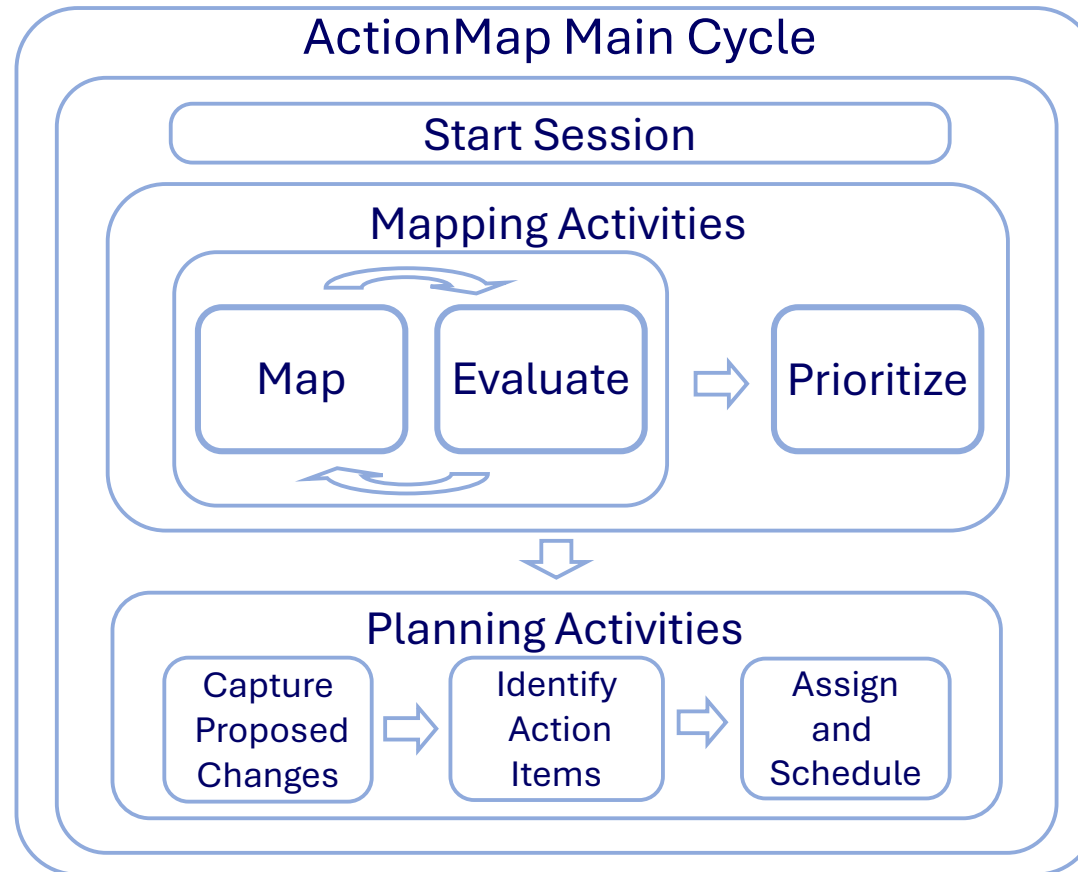 ActionMap Main Cycle
Start Session
Mapping Activities
Map
Evaluate
Prioritize
Planning Activities
Capture
Proposed
Changes
Identify
Action
Items
Assign
and
Schedule